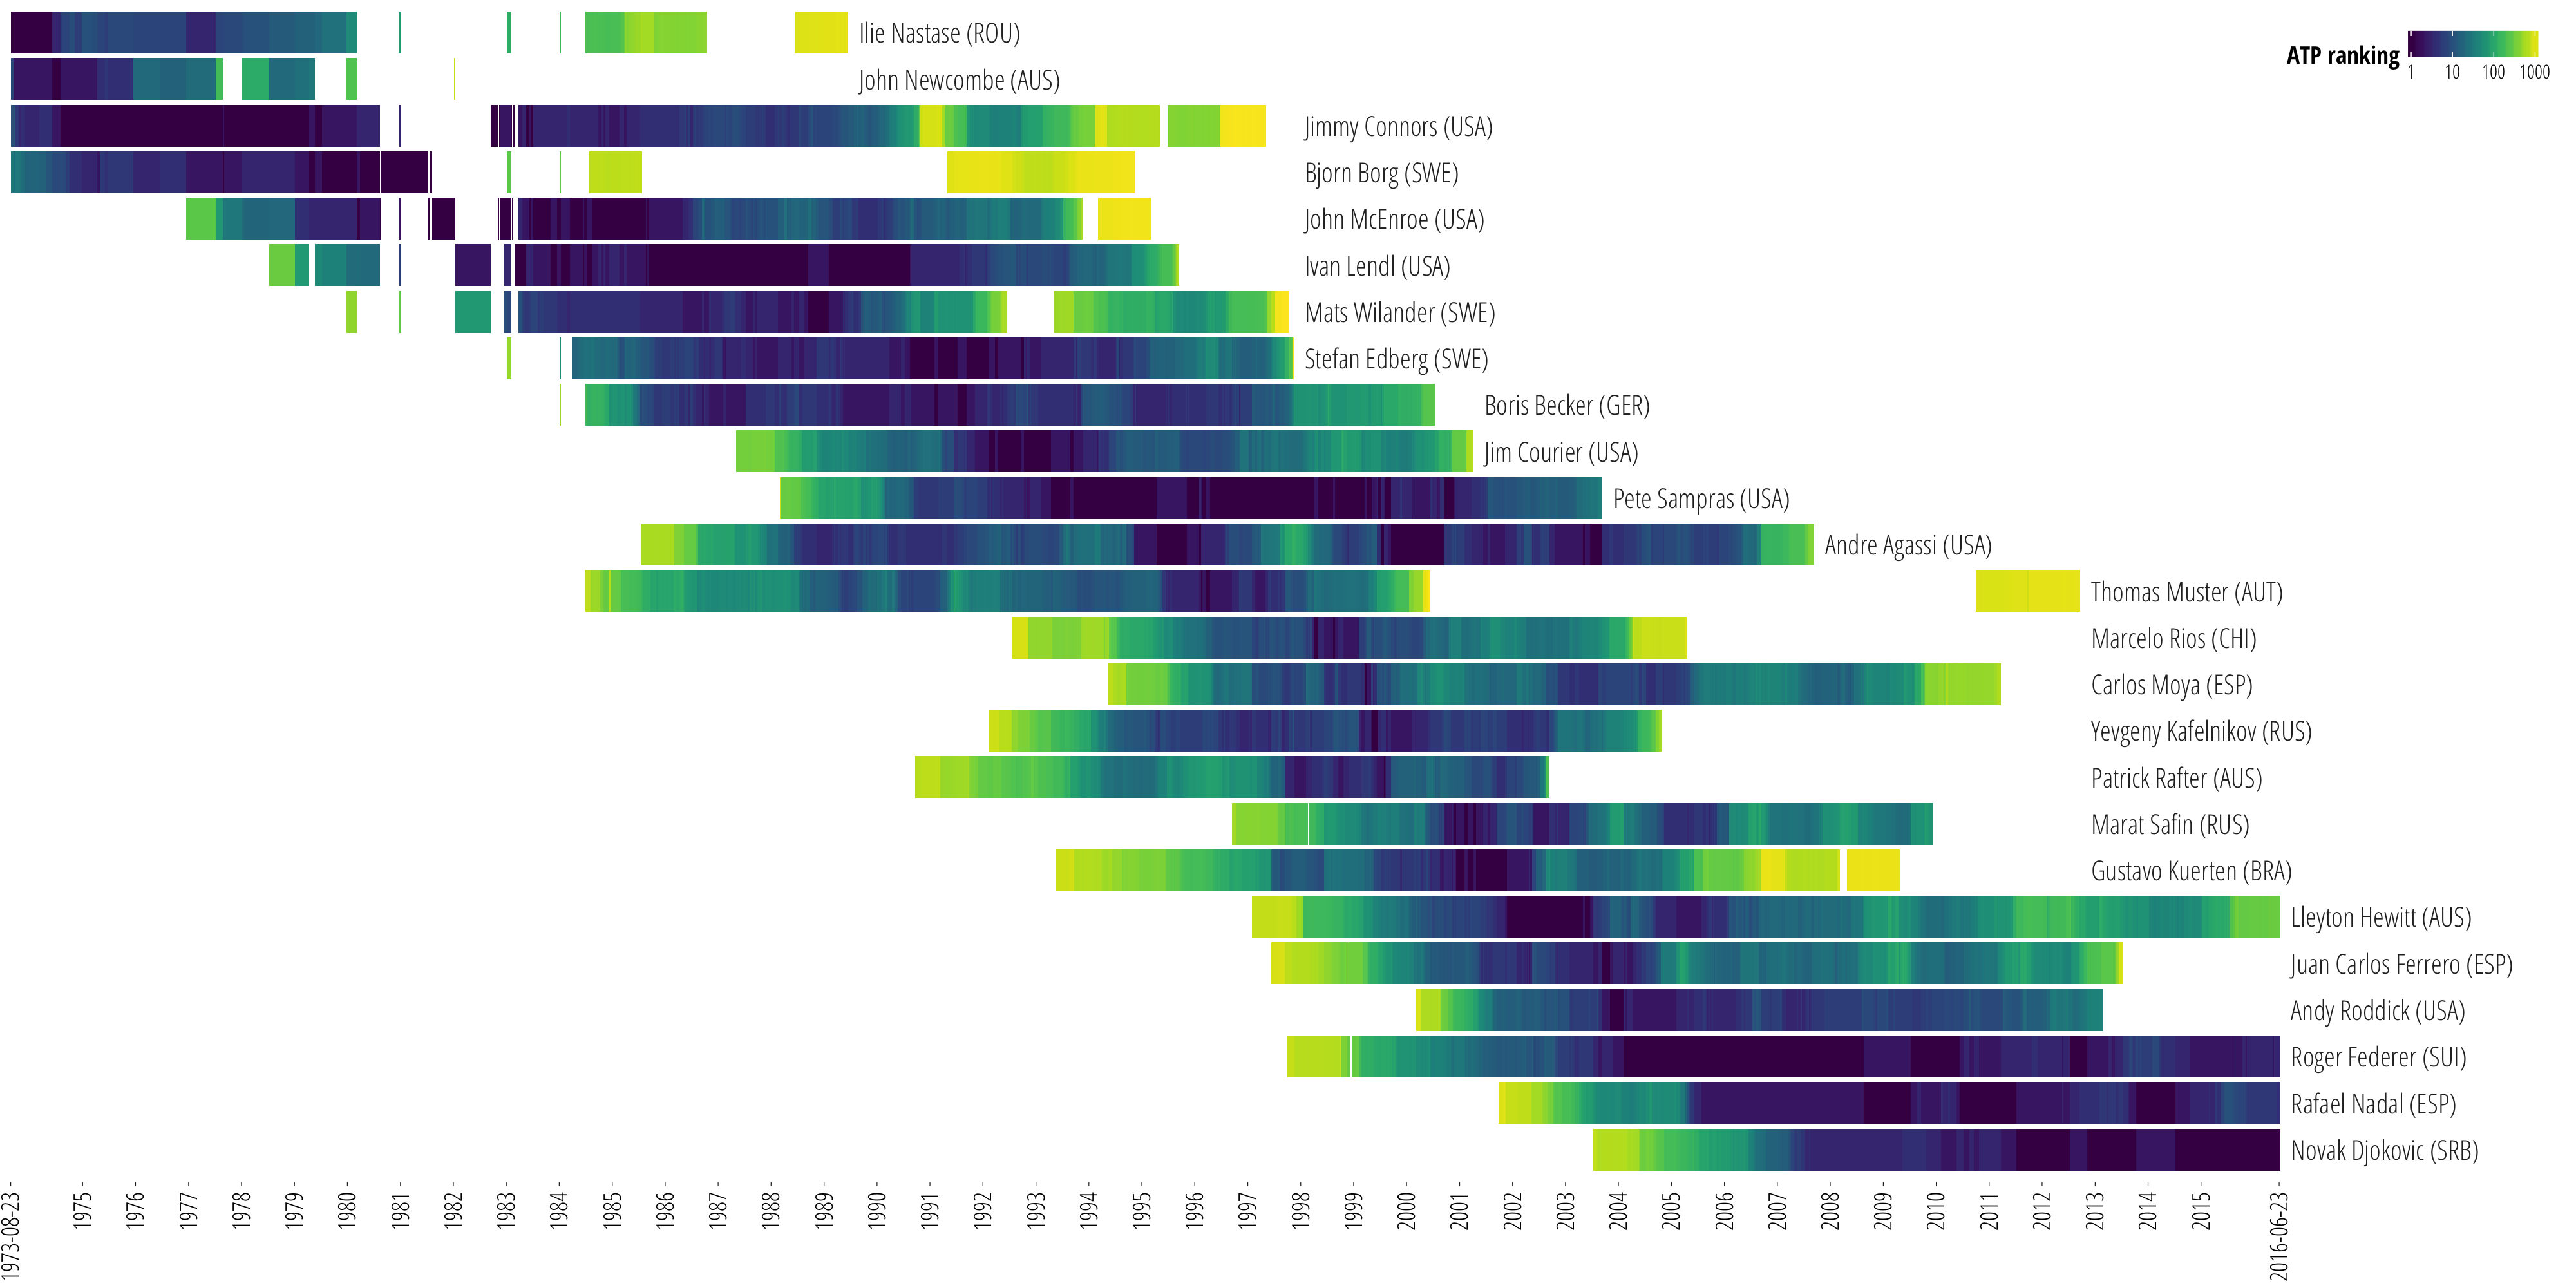 Ilie Nastase (ROU)
ATP ranking
1 10 100 1000
John Newcombe (AUS)
Jimmy Connors (USA)
Bjorn Borg (SWE)
John McEnroe (USA)
Ivan Lendl (USA)
Mats Wilander (SWE)
Stefan Edberg (SWE)
Boris Becker (GER)
Jim Courier (USA)
Pete Sampras (USA)
Andre Agassi (USA)
Thomas Muster (AUT)
Marcelo Rios (CHI)
Carlos Moya (ESP)
Yevgeny Kafelnikov (RUS)
Patrick Rafter (AUS)
Marat Safin (RUS)
Gustavo Kuerten (BRA)
Lleyton Hewitt (AUS)
Juan Carlos Ferrero (ESP)
Andy Roddick (USA)
Roger Federer (SUI)
Rafael Nadal (ESP)
Novak Djokovic (SRB)
1973-08-23
1975
1976
1977
1978
1979
1980
1981
1982
1983
1984
1985
1986
1987
1988
1989
1990
1991
1992
1993
1994
1995
1996
1997
1998
1999
2000
2001
2002
2003
2004
2005
2006
2007
2008
2009
2010
2011
2012
2013
2014
2015
2016-06-23